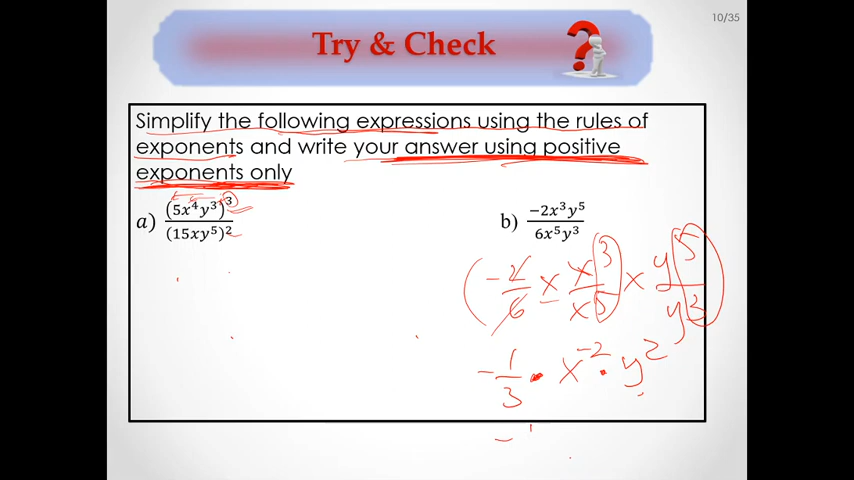 10/35
Try & Check
Simplify the following expressions using the rules of
exponents and write your answer using positive
exponents only
a) (5x⁴y³)³/(15xy⁵)²
b) −2x³y⁵/6x⁵y³
(−2/6 × x³/x⁵ × y⁵/y³)
−1/3 · x⁻² · y²